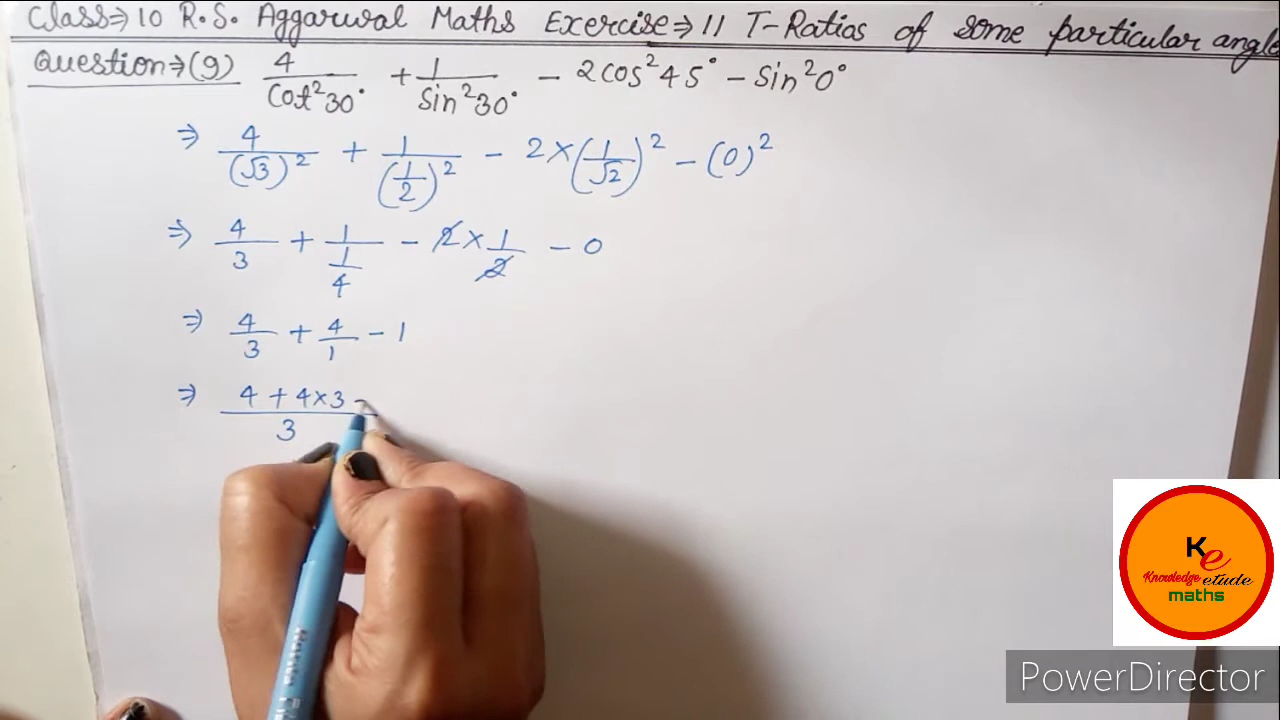 Class⇒ 10 R.S. Aggarwal Maths Exercise⇒ 11 T-Ratios of some particular angle
Question⇒(9) 4/Cot²30° + 1/Sin²30° - 2cos²45° - Sin²0°
⇒ 4/(√3)² + 1/(1/2)² - 2×(1/√2)² - (0)²
⇒ 4/3 + 1/(1/4) - 2×1/2 - 0
⇒ 4/3 + 4/1 - 1
⇒ (4 + 4×3 -)/3
Ke
Knowledge etude
maths
PowerDirector